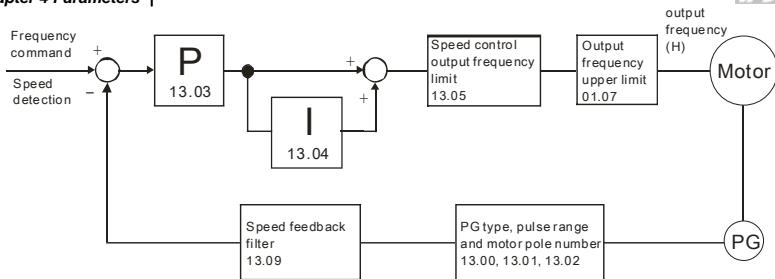 apter 4 Parameters |
Frequency
command
+
Speed
detection
−
P
13.03
+
+
I
13.04
Speed control
output frequency
limit
13.05
Output
frequency
upper limit
01.07
output
frequency
(H)
Motor
Speed feedback
filter
13.09
PG type, pulse range
and motor pole number
13.00, 13.01, 13.02
PG